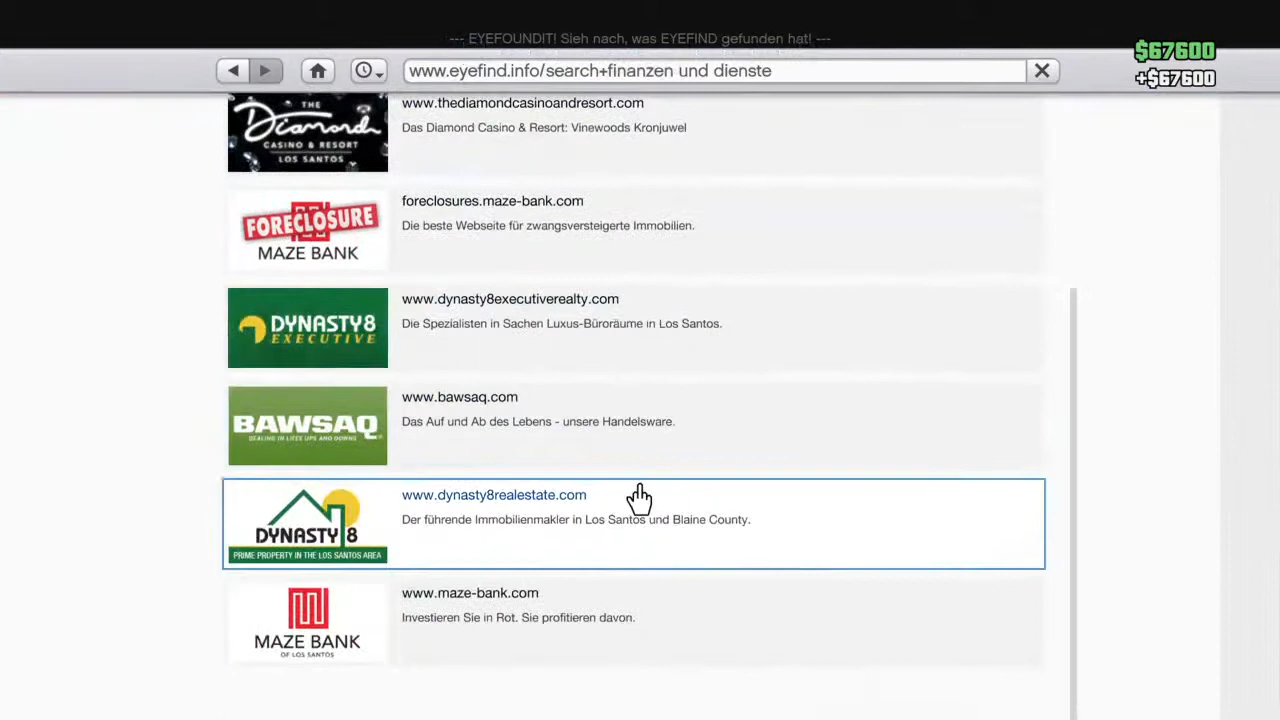 --- EYEFOUNDIT! Sieh nach, was EYEFIND gefunden hat! ---
$67600
+$67600
www.eyefind.info/search+finanzen und dienste
THE
Diamond
CASINO & RESORT
LOS SANTOS
www.thediamondcasinoandresort.com
Das Diamond Casino & Resort: Vinewoods Kronjuwel
FORECLOSURE
MAZE BANK
foreclosures.maze-bank.com
Die beste Webseite für zwangsversteigerte Immobilien.
DYNASTY8
EXECUTIVE
www.dynasty8executiverealty.com
Die Spezialisten in Sachen Luxus-Büroräume in Los Santos.
BAWSAQ
DEALING IN LIFE'S UPS AND DOWNS
www.bawsaq.com
Das Auf und Ab des Lebens - unsere Handelsware.
DYNASTY 8
PRIME PROPERTY IN THE LOS SANTOS AREA
www.dynasty8realestate.com
Der führende Immobilienmakler in Los Santos und Blaine County.
MAZE BANK
OF LOS SANTOS
www.maze-bank.com
Investieren Sie in Rot. Sie profitieren davon.